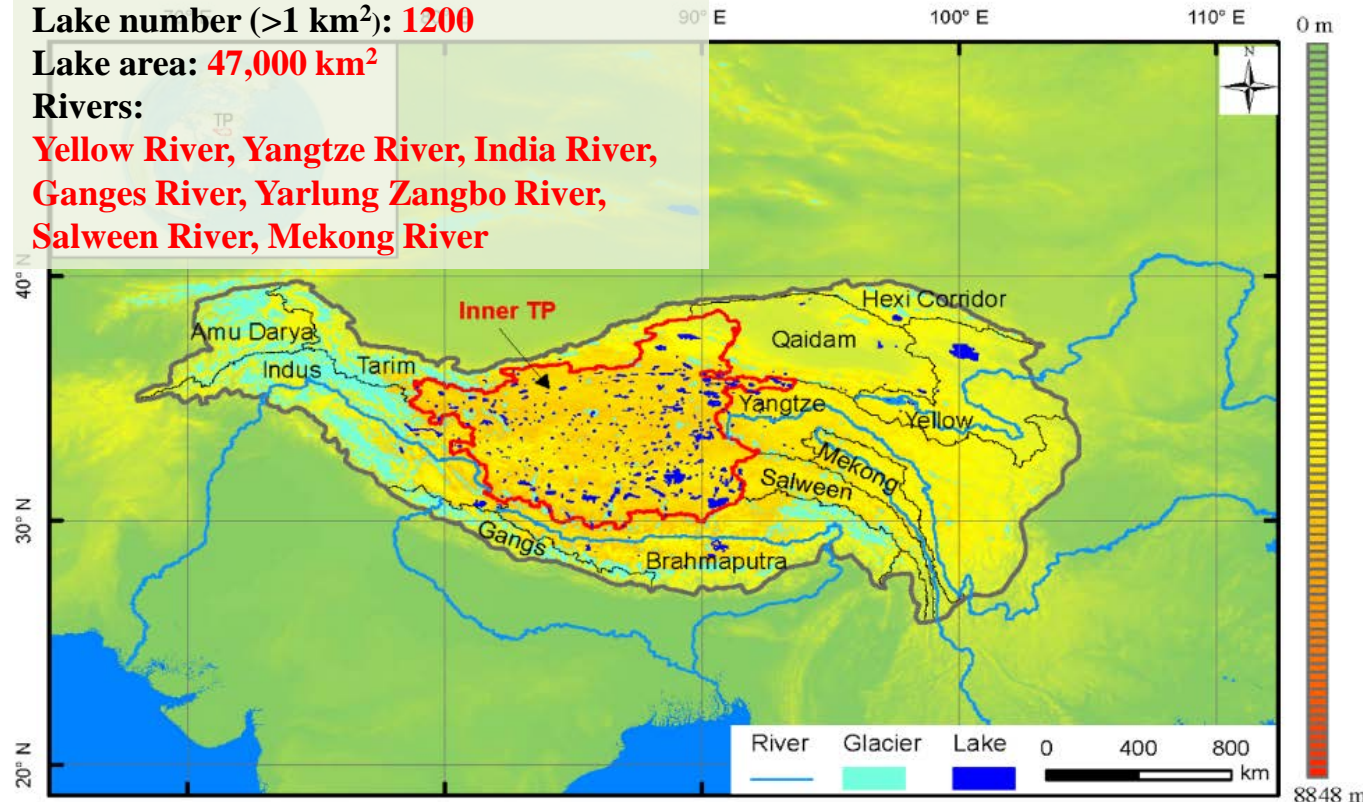 Lake number (>1 km²): 1200
Lake area: 47,000 km²
Rivers:
Yellow River, Yangtze River, India River,
Ganges River, Yarlung Zangbo River,
Salween River, Mekong River
TP
90° E
100° E
110° E
0 m
N
40° N
30° N
20° N
Hexi Corridor
Inner TP
Amu Darya
Qaidam
Indus
Tarim
Yangtze
Yellow
Mekong
Salween
Gangs
Brahmaputra
River
Glacier
Lake
0 400 800
km
8848 m